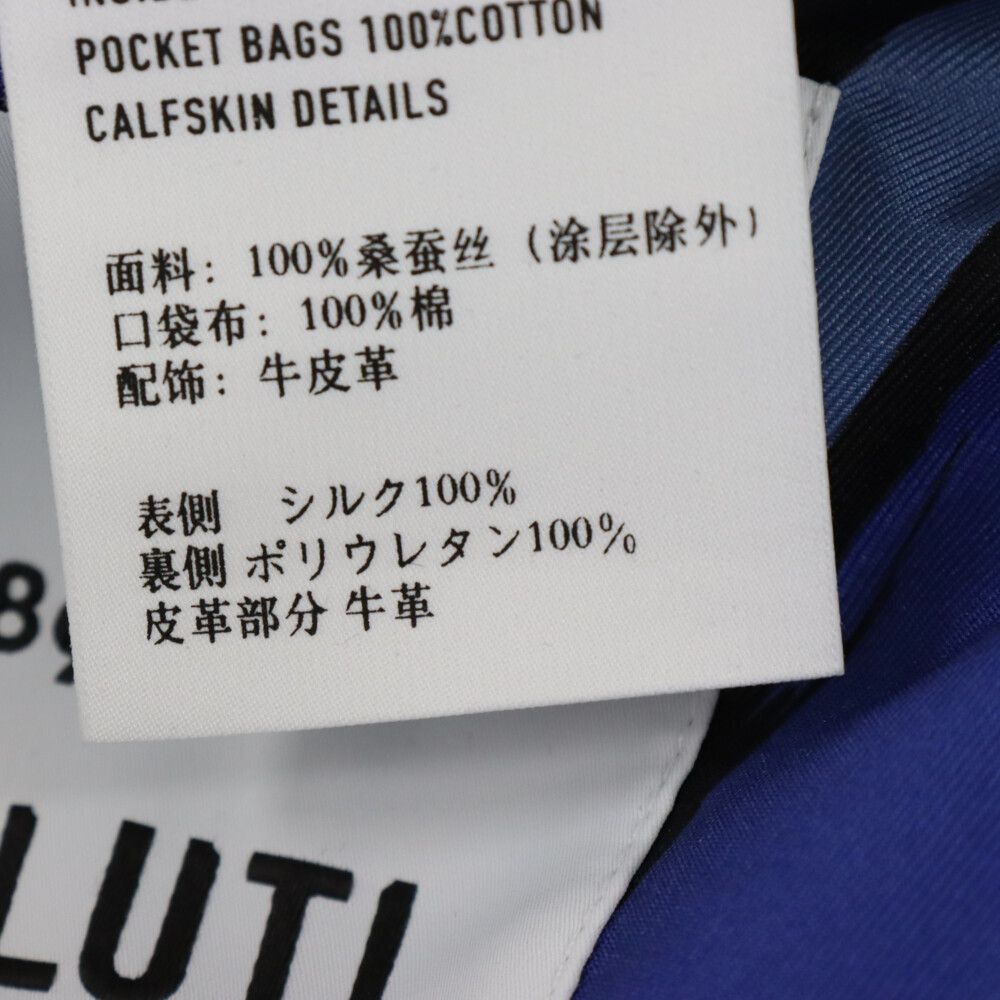 POCKET BAGS 100%COTTON
CALFSKIN DETAILS
面料: 100%桑蚕丝 (涂层除外)
口袋布: 100%棉
配饰: 牛皮革
表側 シルク100%
裏側 ポリウレタン100%
皮革部分 牛革
LUTI